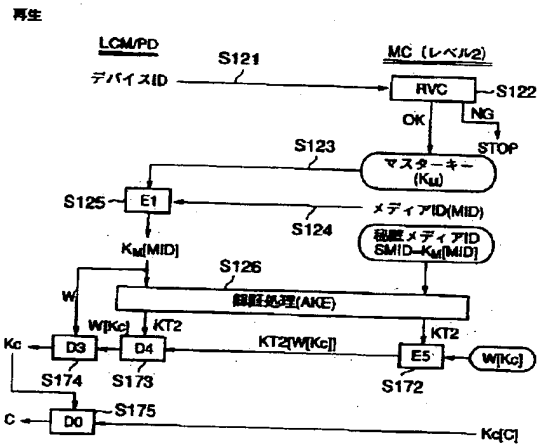 再生
LCM/PD
MC (レベル2)
デバイスID
S121
RVC
S122
OK
NG
STOP
S123
マスターキー
(KM)
S125
E1
S124
メディアID(MID)
KM[MID]
秘匿メディアID
SMID=KM[MID]
S126
W
認証処理(AKE)
W[Kc]
KT2
KT2
Kc
D3
D4
KT2[W[Kc]]
E5
W[Kc]
S174
S173
S172
S175
C
D0
Kc[C]